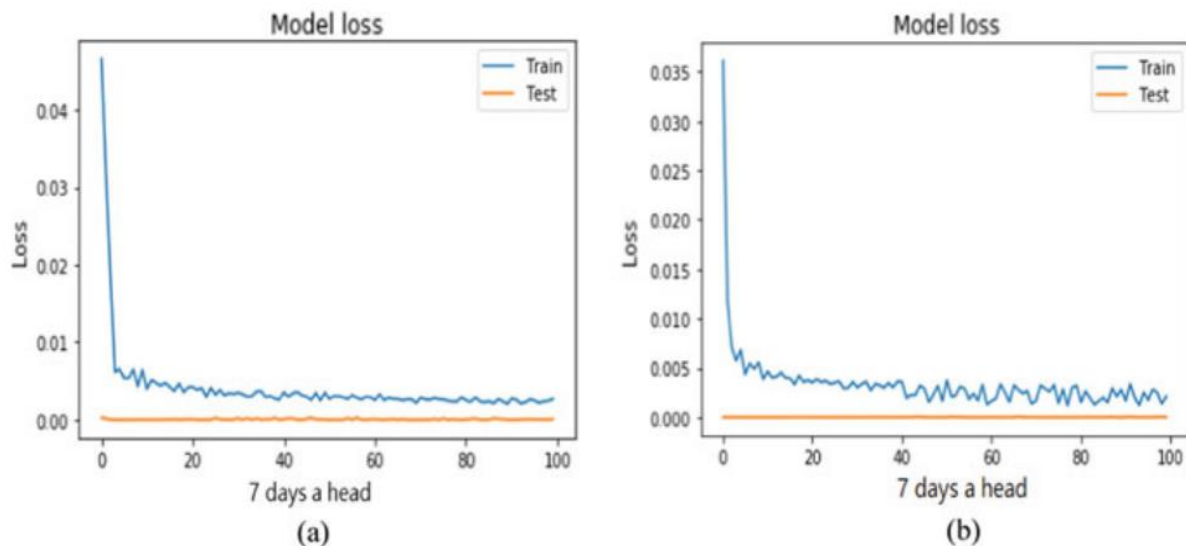 Model loss
Train
Test
0.04
0.03
0.02
0.01
0.00
Loss
0 20 40 60 80 100
7 days a head
(a)
Model loss
Train
Test
0.035
0.030
0.025
0.020
0.015
0.010
0.005
0.000
Loss
0 20 40 60 80 100
7 days a head
(b)